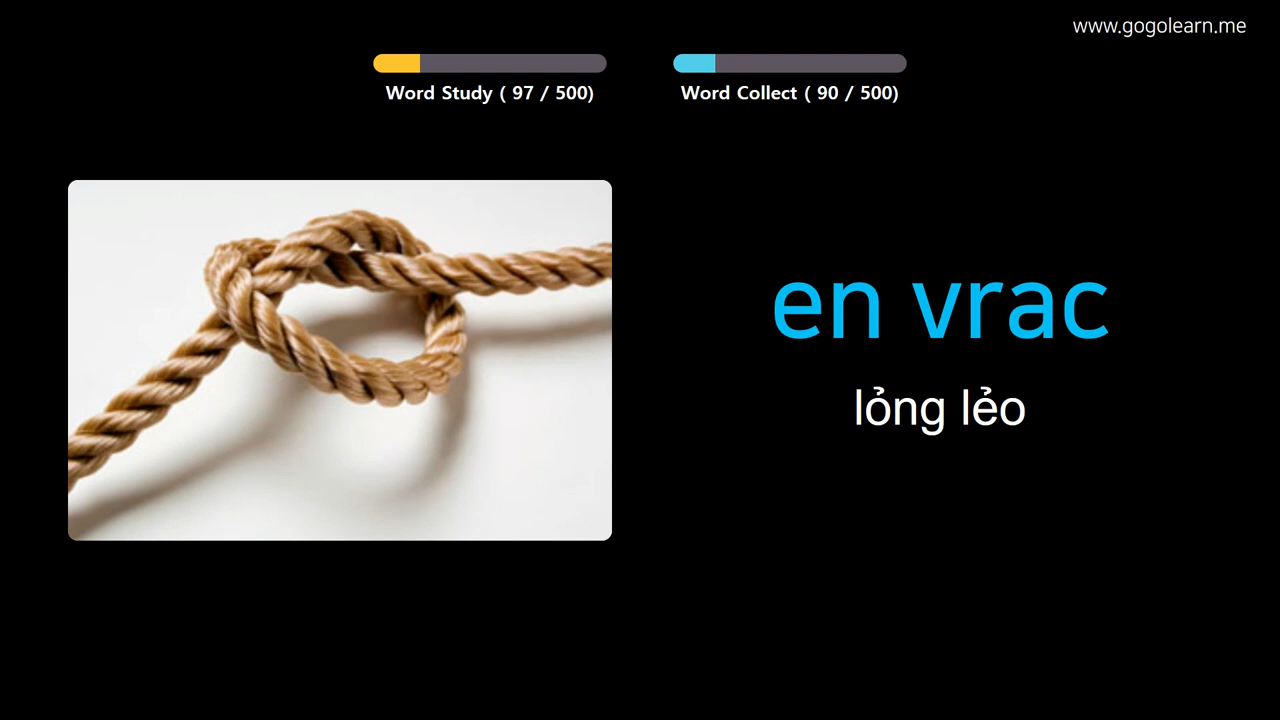 www.gogolearn.me
Word Study ( 97 / 500)
Word Collect ( 90 / 500)
en vrac
lỏng lẻo